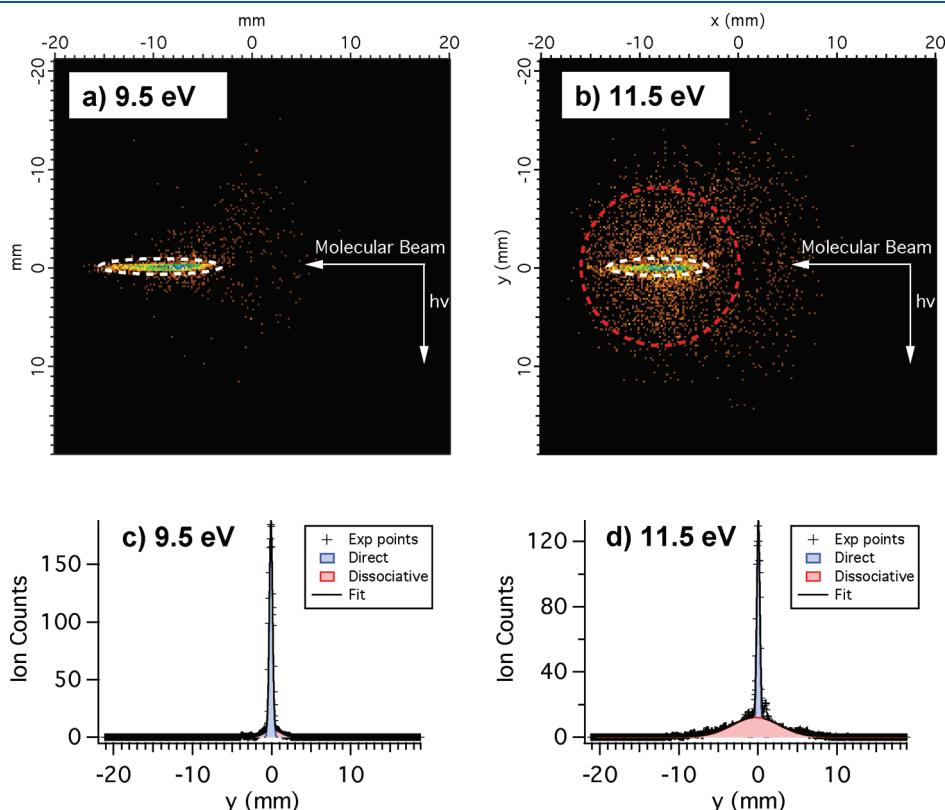 mm
x (mm)
-20 -10 0 10 20
-20 -10 0 10 20
a) 9.5 eV
b) 11.5 eV
-20
-10
0
10
mm
Molecular Beam
hν
-20
-10
0
10
y (mm)
Molecular Beam
hν
c) 9.5 eV
+ Exp points
Direct
Dissociative
Fit
150
100
50
0
Ion Counts
-20 -10 0 10
y (mm)
d) 11.5 eV
+ Exp points
Direct
Dissociative
Fit
120
80
40
0
Ion Counts
-20 -10 0 10
y (mm)